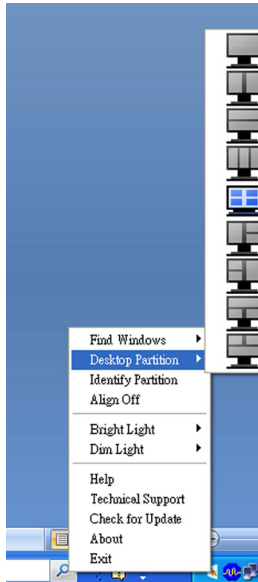 Find Windows
Desktop Partition
Identify Partition
Align Off
Bright Light
Dim Light
Help
Technical Support
Check for Update
About
Exit